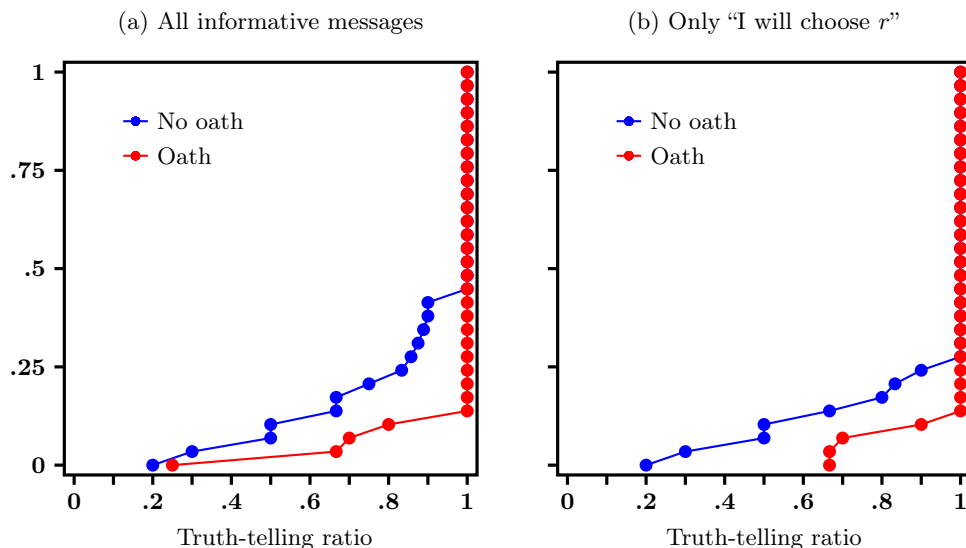 (a) All informative messages
(b) Only “I will choose r”
1
.75
.5
.25
0
No oath
Oath
0 .2 .4 .6 .8 1
Truth-telling ratio
No oath
Oath
0 .2 .4 .6 .8 1
Truth-telling ratio